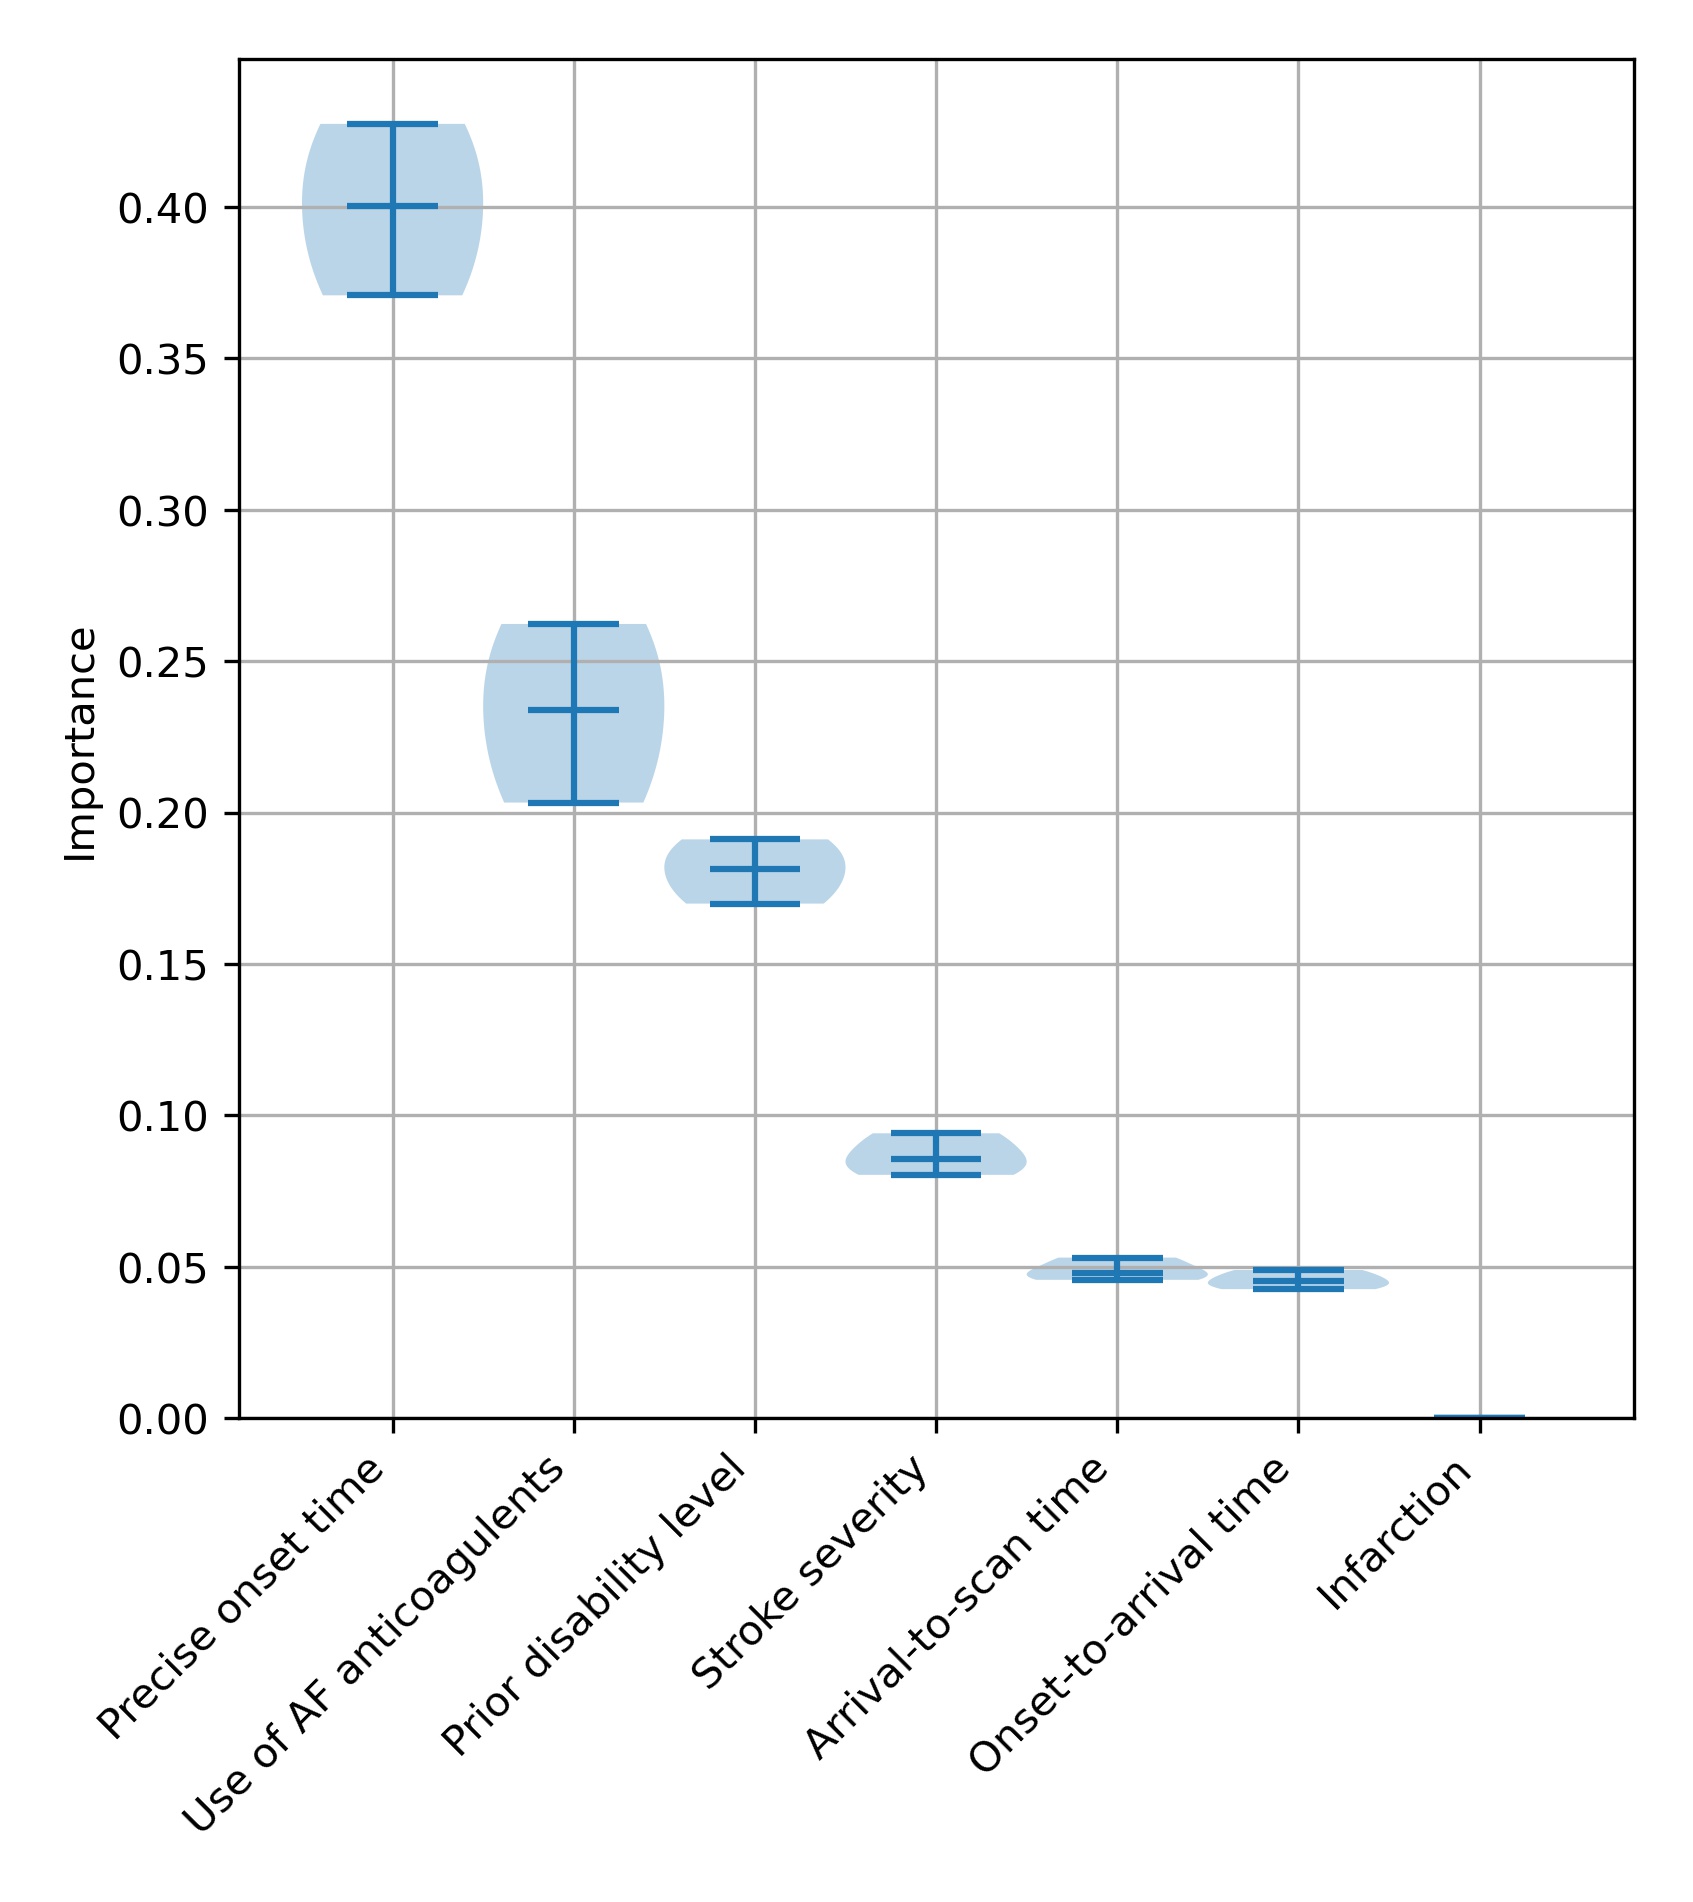 Importance
0.40
0.35
0.30
0.25
0.20
0.15
0.10
0.05
0.00
Precise onset time
Use of AF anticoagulents
Prior disability level
Stroke severity
Arrival-to-scan time
Onset-to-arrival time
Infarction